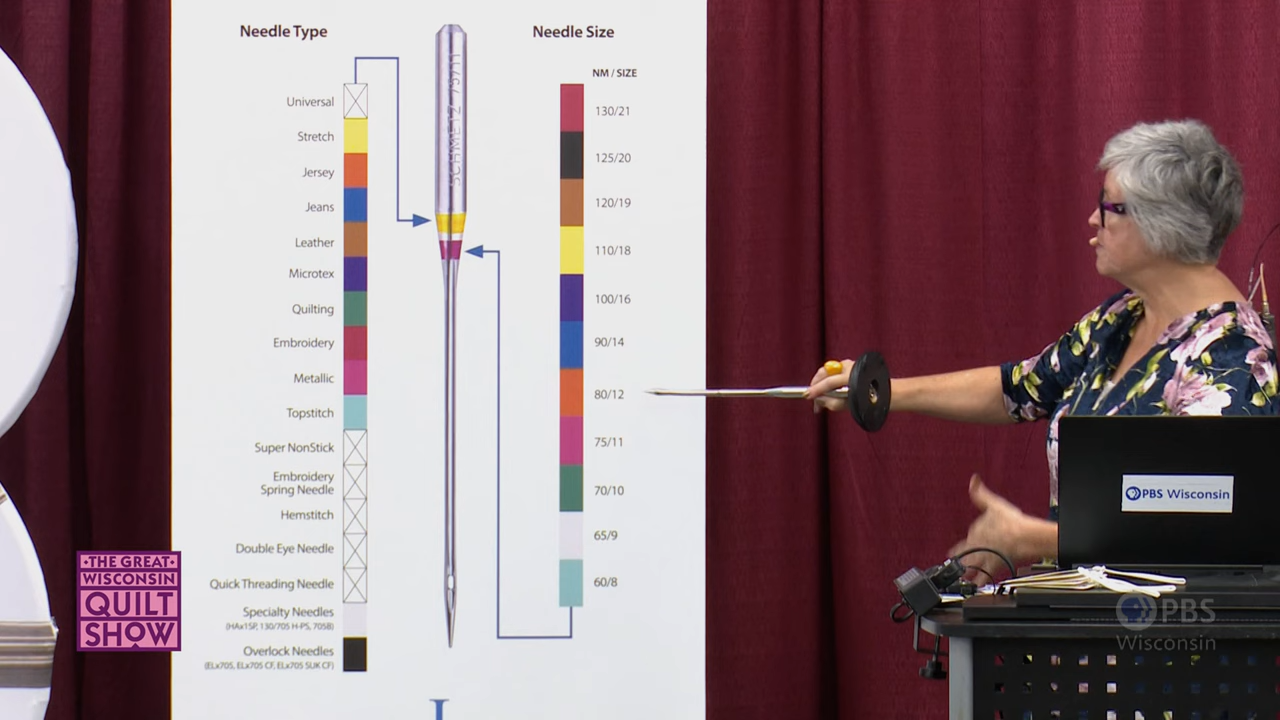 Needle Type
Needle Size
NM / SIZE
Universal
Stretch
Jersey
Jeans
Leather
Microtex
Quilting
Embroidery
Metallic
Topstitch
Super NonStick
Embroidery
Spring Needle
Hemstitch
Double Eye Needle
Quick Threading Needle
Specialty Needles
(HAx1SP, 130/705 H-PS, 705B)
Overlock Needles
(ELx705, ELx705 CF, ELx705 SUK CF)
SCHMETZ 75/11
130/21
125/20
120/19
110/18
100/16
90/14
80/12
75/11
70/10
65/9
60/8
•THE GREAT•
WISCONSIN
QUILT
SHOW
PBS Wisconsin
PBS
Wisconsin